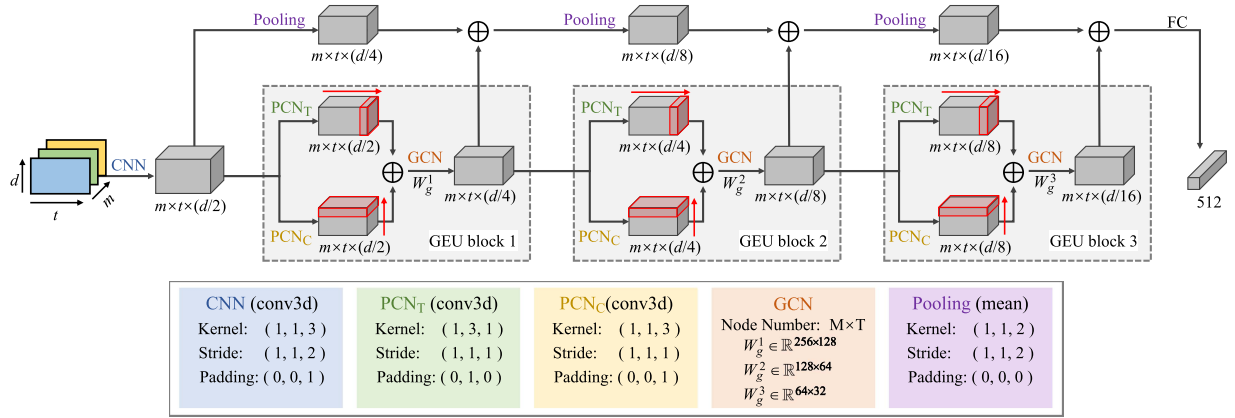 Pooling
m×t×(d/4)
Pooling
m×t×(d/8)
Pooling
m×t×(d/16)
FC
d
t
m
CNN
m×t×(d/2)
PCN_T
m×t×(d/2)
PCN_C
m×t×(d/2)
GCN
W_g^1
m×t×(d/4)
GEU block 1
PCN_T
m×t×(d/4)
PCN_C
m×t×(d/4)
GCN
W_g^2
m×t×(d/8)
GEU block 2
PCN_T
m×t×(d/8)
PCN_C
m×t×(d/8)
GCN
W_g^3
m×t×(d/16)
GEU block 3
512
CNN (conv3d)
Kernel: ( 1, 1, 3 )
Stride: ( 1, 1, 2 )
Padding: ( 0, 0, 1 )
PCN_T (conv3d)
Kernel: ( 1, 3, 1 )
Stride: ( 1, 1, 1 )
Padding: ( 0, 1, 0 )
PCN_C(conv3d)
Kernel: ( 1, 1, 3 )
Stride: ( 1, 1, 1 )
Padding: ( 0, 0, 1 )
GCN
Node Number: M×T
W_g^1 ∈ ℝ^256×128
W_g^2 ∈ ℝ^128×64
W_g^3 ∈ ℝ^64×32
Pooling (mean)
Kernel: ( 1, 1, 2 )
Stride: ( 1, 1, 2 )
Padding: ( 0, 0, 0 )